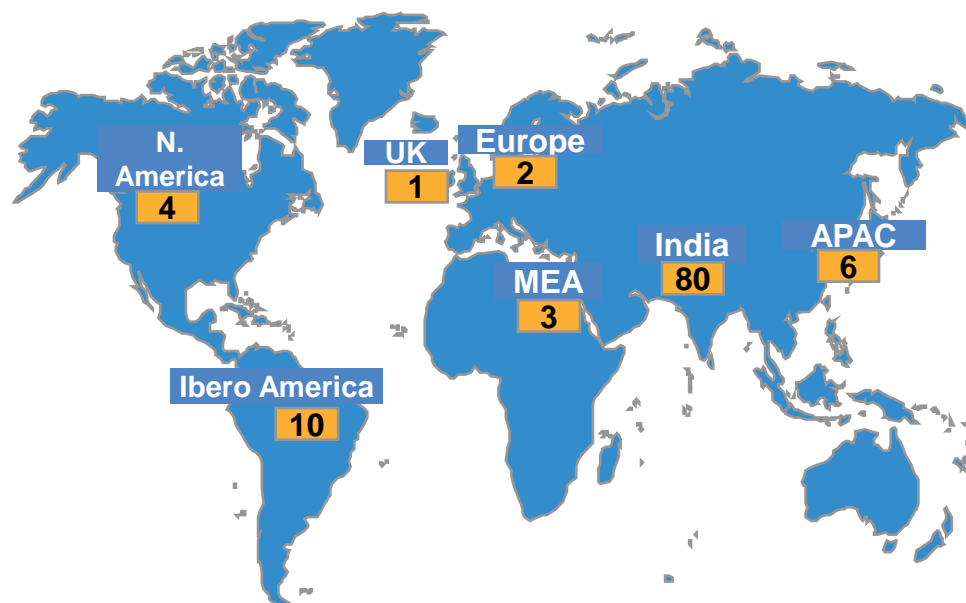 N.
America
4
UK
1
Europe
2
MEA
3
India
80
APAC
6
Ibero America
10